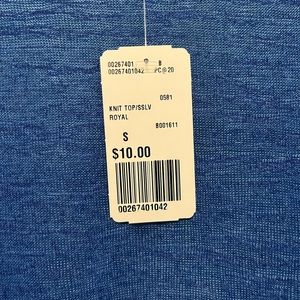 00267401 B
00267401042 PC@20
0581
KNIT TOP/SSLV
ROYAL
B001611
S
$10.00
00267401042